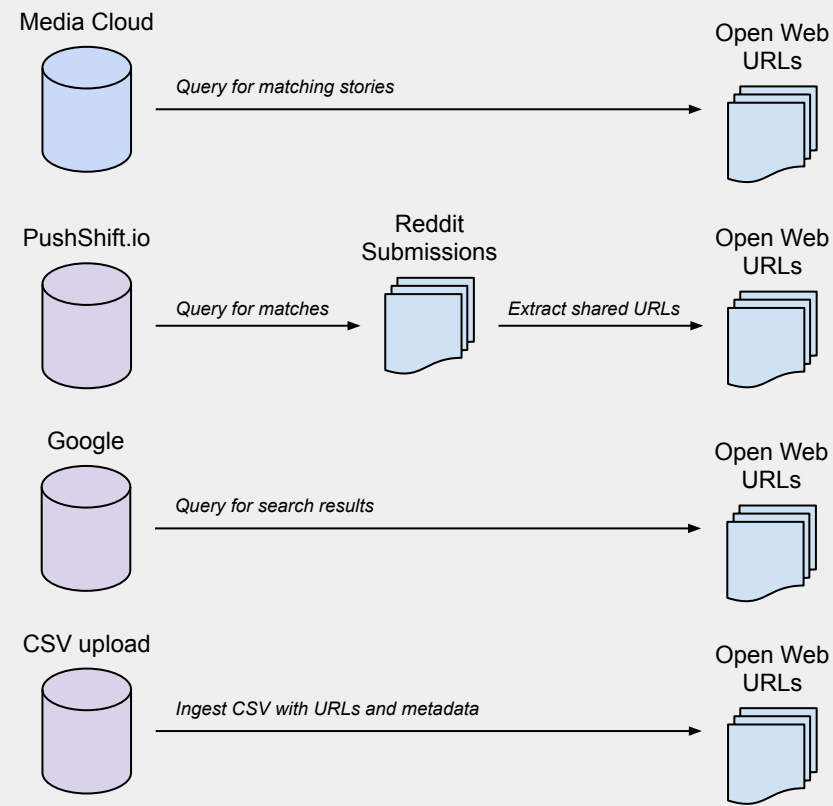 Media Cloud
Query for matching stories
Open Web
URLs
PushShift.io
Query for matches
Reddit
Submissions
Extract shared URLs
Open Web
URLs
Google
Query for search results
Open Web
URLs
CSV upload
Ingest CSV with URLs and metadata
Open Web
URLs